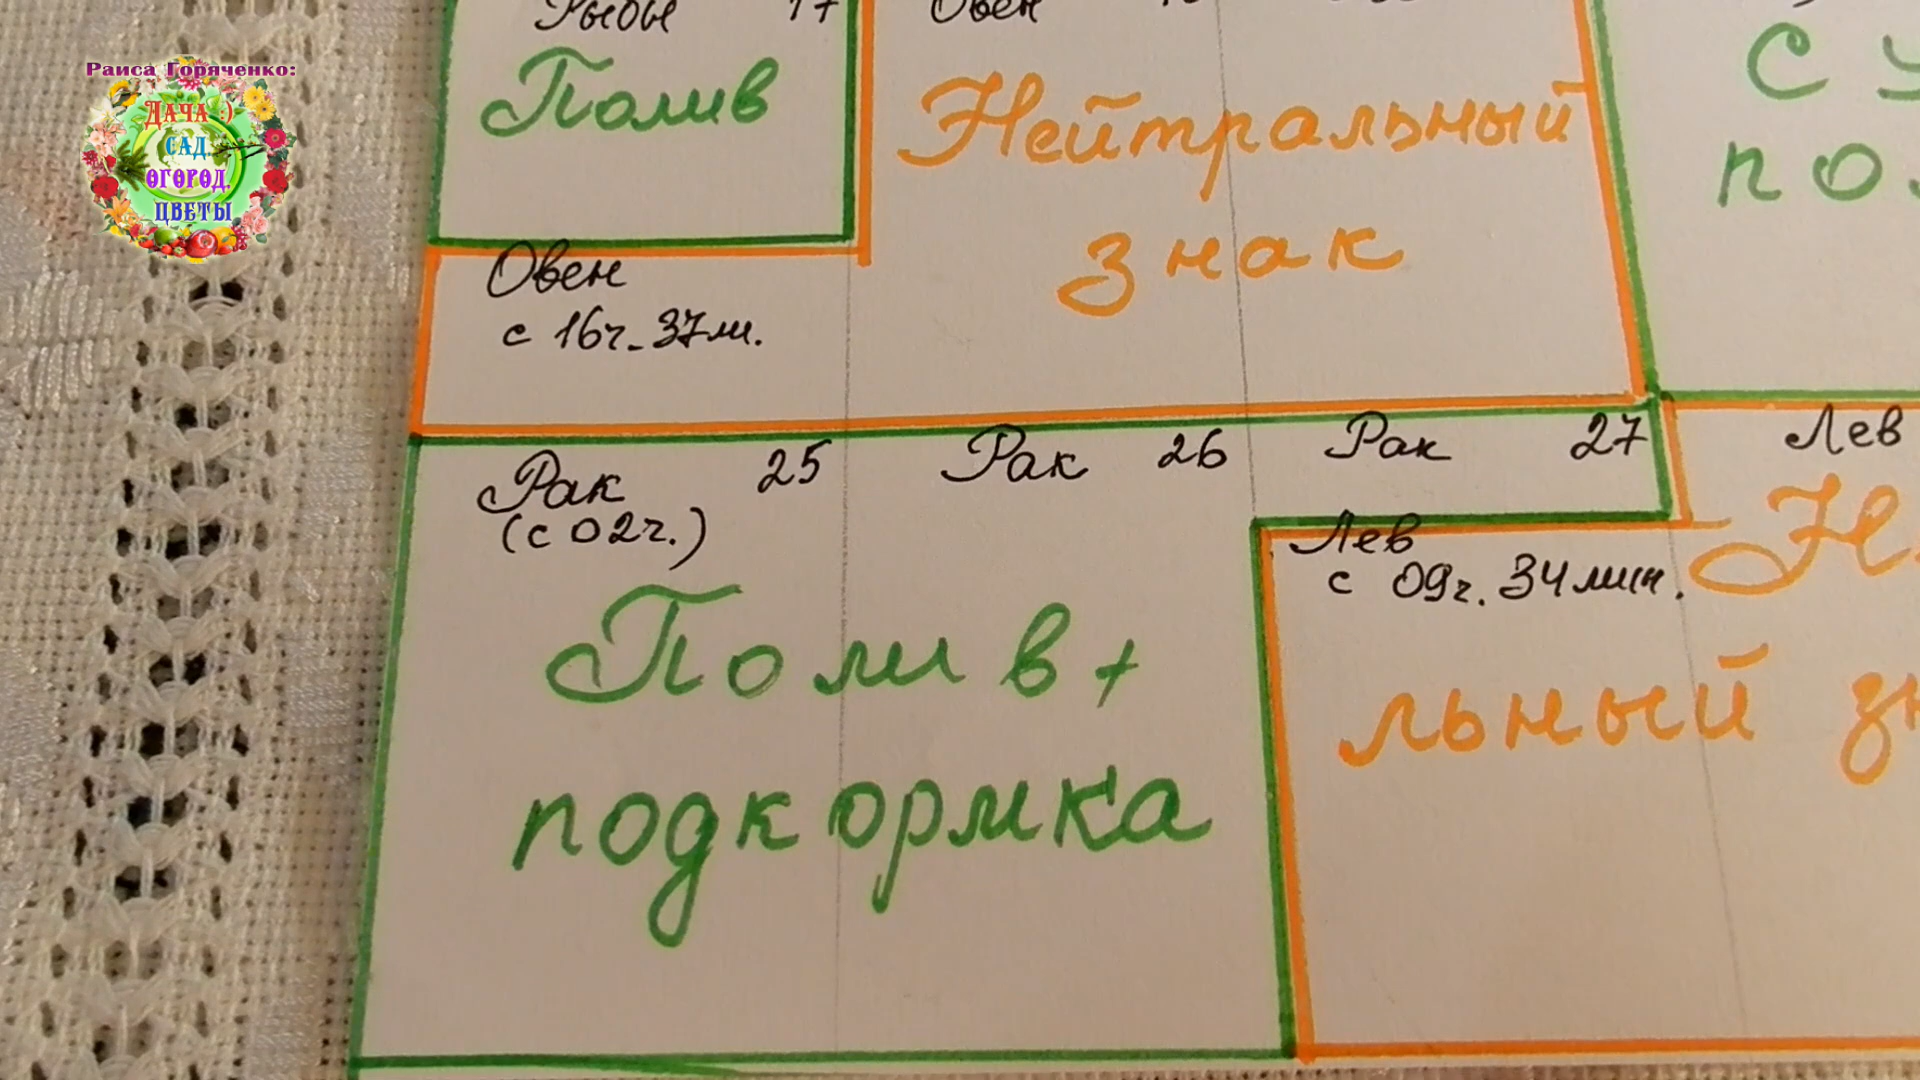 Раиса Горяченко:
Дача :)
сад,
огород,
цветы
Рыбы 17
Полив
Овен
Нейтральный
знак
Овен
с 16ч.37м.
Рак 25
(с 02ч.)
Рак 26
Рак 27
Лев
с 09ч.34мин.
Лев
Полив+
подкормка
льный